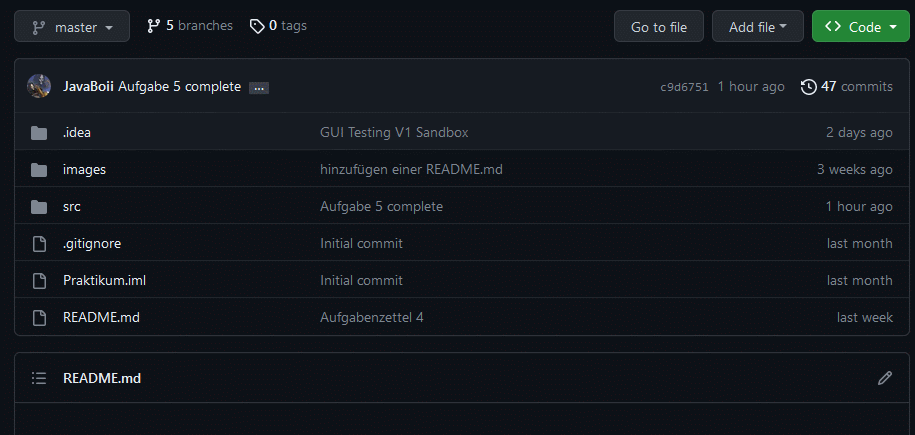 master 5 branches 0 tags Go to file Add file Code
JavaBoii Aufgabe 5 complete ... c9d6751 1 hour ago 47 commits
.idea GUI Testing V1 Sandbox 2 days ago
images hinzufügen einer README.md 3 weeks ago
src Aufgabe 5 complete 1 hour ago
.gitignore Initial commit last month
Praktikum.iml Initial commit last month
README.md Aufgabenzettel 4 last week
README.md